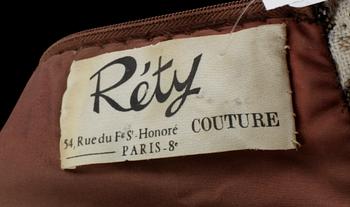 Réty
54, Rue du Fg St-Honoré COUTURE
PARIS-8e